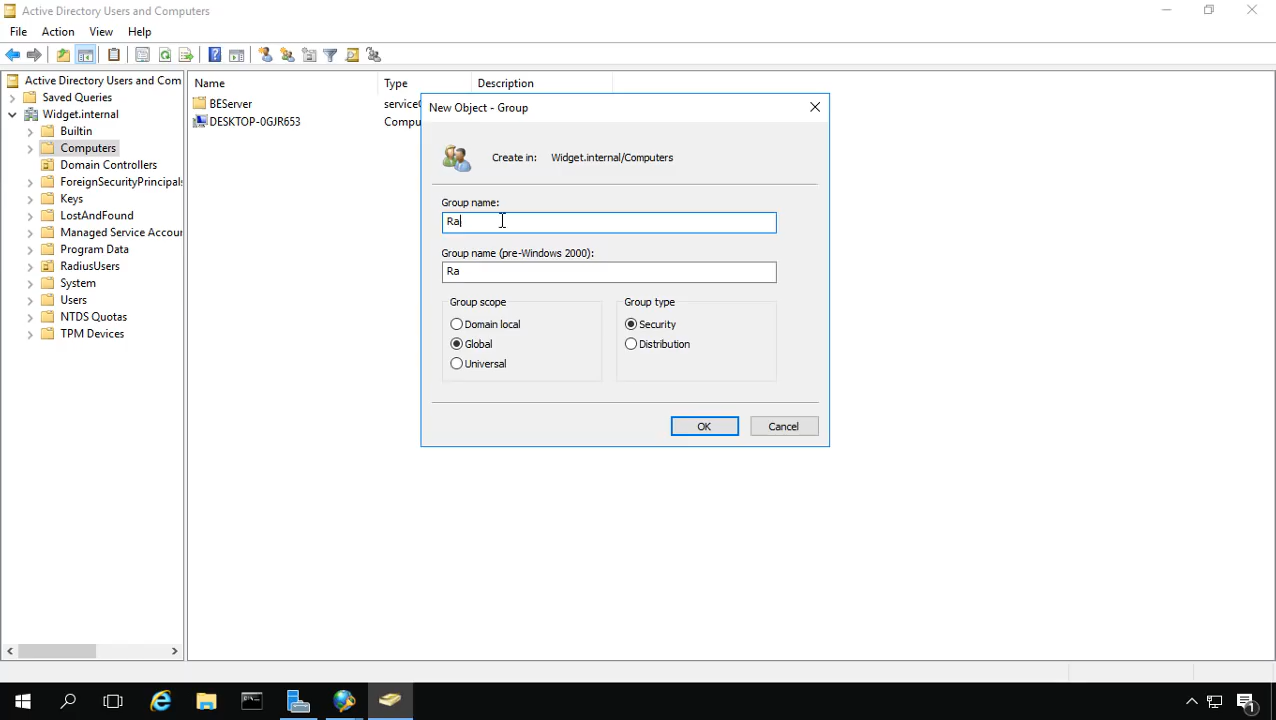 Active Directory Users and Computers
File Action View Help
Active Directory Users and Com
Saved Queries
Widget.internal
Builtin
Computers
Domain Controllers
ForeignSecurityPrincipals
Keys
LostAndFound
Managed Service Accou
Program Data
RadiusUsers
System
Users
NTDS Quotas
TPM Devices
Name Type Description
BEServer serviceC
DESKTOP-0GJR653 Compu
New Object - Group
Create in: Widget.internal/Computers
Group name:
Ra
Group name (pre-Windows 2000):
Ra
Group scope
Domain local
Global
Universal
Group type
Security
Distribution
OK Cancel
1